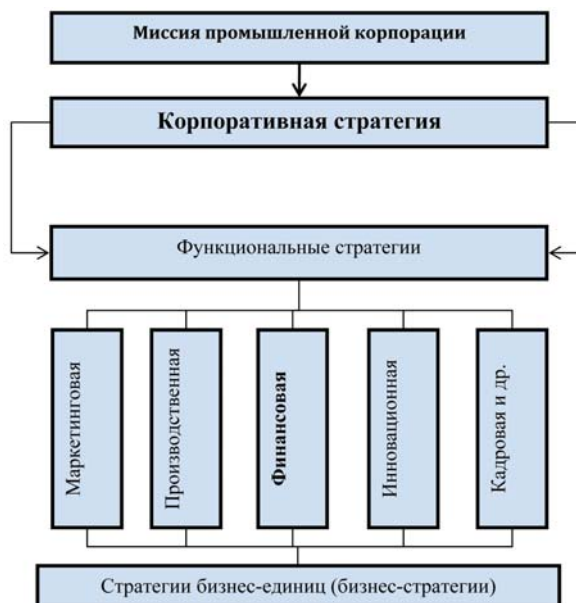 Миссия промышленной корпорации
Корпоративная стратегия
Функциональные стратегии
Маркетинговая
Производственная
Финансовая
Инновационная
Кадровая и др.
Стратегии бизнес-единиц (бизнес-стратегии)